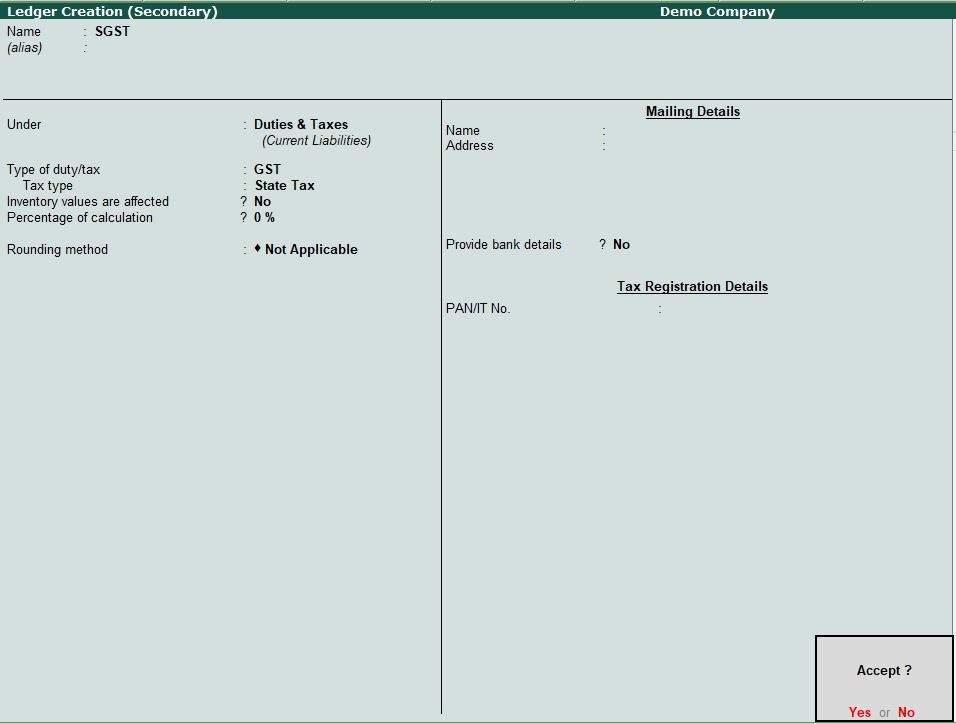 Ledger Creation (Secondary) Demo Company
Name : SGST
(alias) :
Under : Duties & Taxes
(Current Liabilities)
Type of duty/tax : GST
Tax type : State Tax
Inventory values are affected ? No
Percentage of calculation ? 0 %
Rounding method : ♦ Not Applicable
Mailing Details
Name :
Address :
Provide bank details ? No
Tax Registration Details
PAN/IT No. :
Accept ?
Yes or No